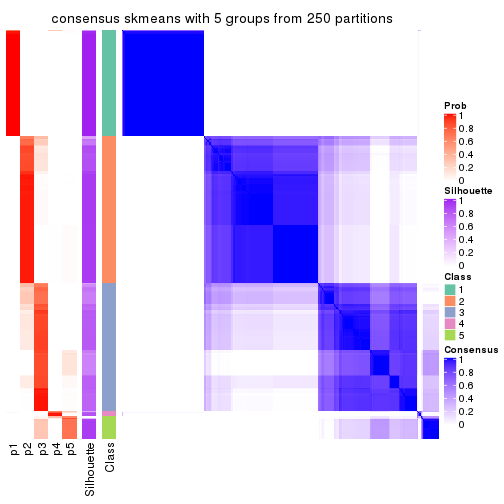 consensus skmeans with 5 groups from 250 partitions
Prob
1
0.8
0.6
0.4
0.2
0
Silhouette
1
0.8
0.6
0.4
0.2
0
Class
1
2
3
4
5
Consensus
1
0.8
0.6
0.4
0.2
0
p1
p2
p3
p4
p5
Silhouette
Class